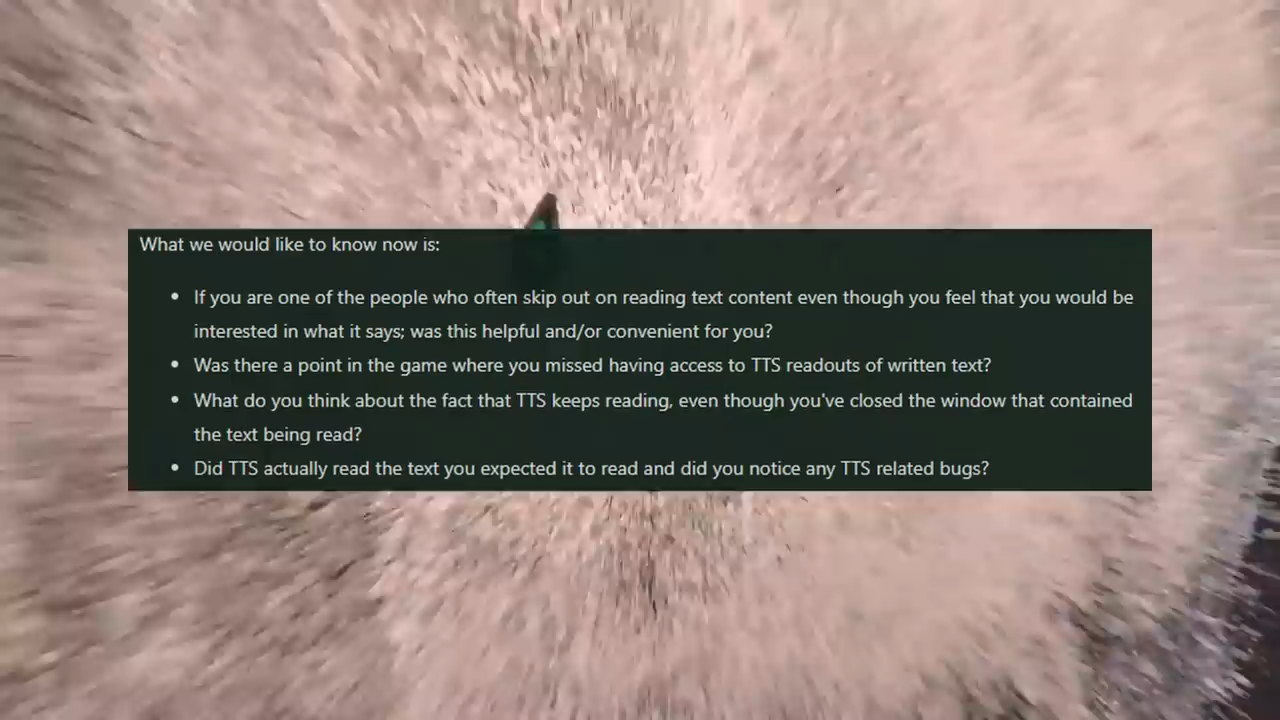 What we would like to know now is:
• If you are one of the people who often skip out on reading text content even though you feel that you would be
interested in what it says; was this helpful and/or convenient for you?
• Was there a point in the game where you missed having access to TTS readouts of written text?
• What do you think about the fact that TTS keeps reading, even though you've closed the window that contained
the text being read?
• Did TTS actually read the text you expected it to read and did you notice any TTS related bugs?